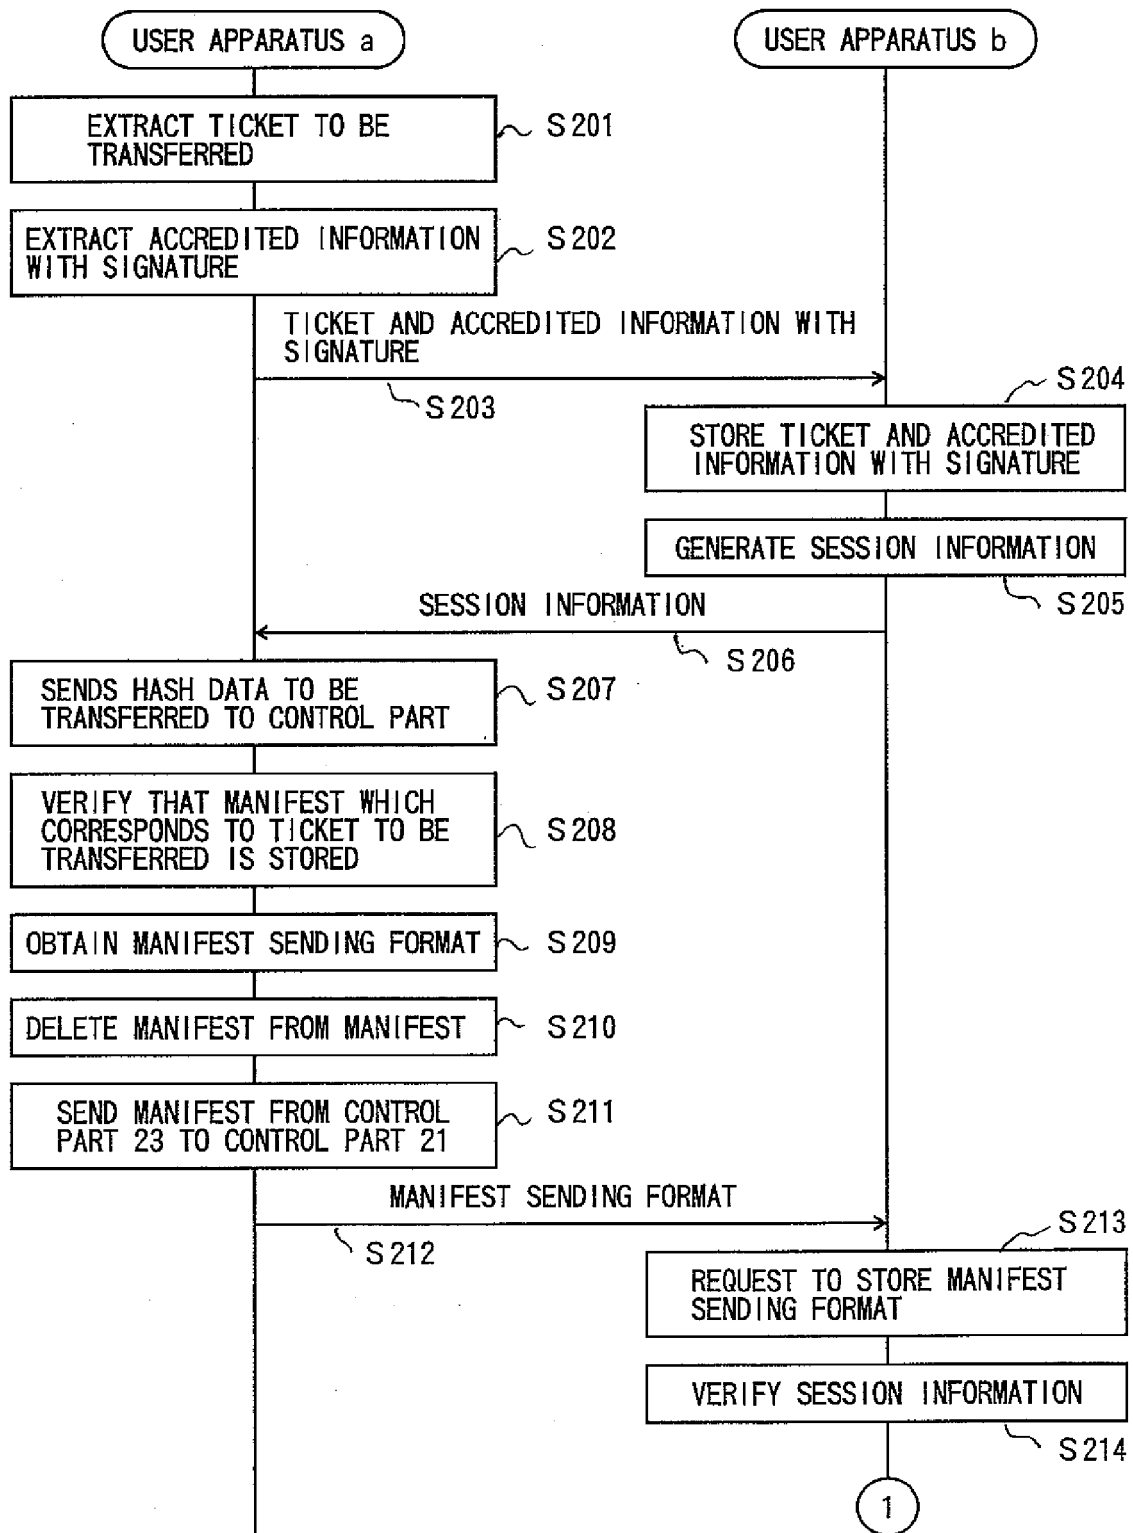 USER APPARATUS a
USER APPARATUS b
EXTRACT TICKET TO BE
TRANSFERRED
S201
EXTRACT ACCREDITED INFORMATION
WITH SIGNATURE
S202
TICKET AND ACCREDITED INFORMATION WITH
SIGNATURE
S203
S204
STORE TICKET AND ACCREDITED
INFORMATION WITH SIGNATURE
GENERATE SESSION INFORMATION
S205
SESSION INFORMATION
S206
SENDS HASH DATA TO BE
TRANSFERRED TO CONTROL PART
S207
VERIFY THAT MANIFEST WHICH
CORRESPONDS TO TICKET TO BE
TRANSFERRED IS STORED
S208
OBTAIN MANIFEST SENDING FORMAT
S209
DELETE MANIFEST FROM MANIFEST
S210
SEND MANIFEST FROM CONTROL
PART 23 TO CONTROL PART 21
S211
MANIFEST SENDING FORMAT
S212
S213
REQUEST TO STORE MANIFEST
SENDING FORMAT
VERIFY SESSION INFORMATION
S214
1